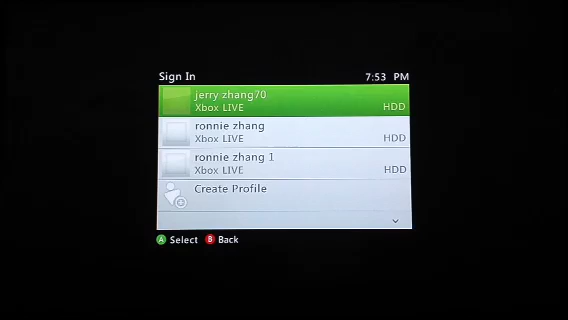 Sign In 7:53 PM
jerry zhang70
Xbox LIVE HDD
ronnie zhang
Xbox LIVE HDD
ronnie zhang 1
Xbox LIVE HDD
Create Profile
A Select B Back